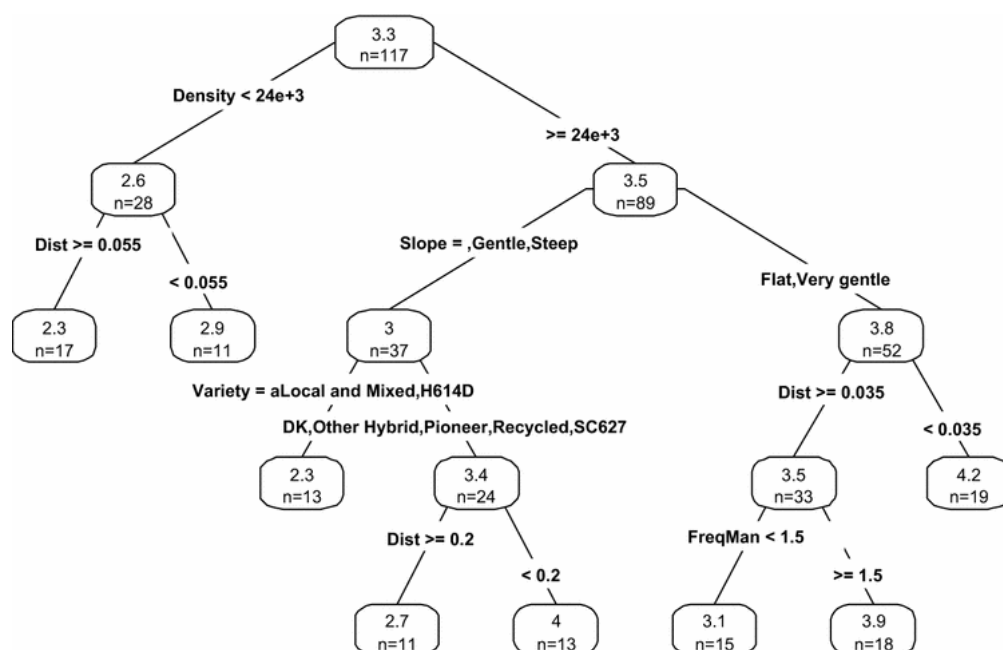 3.3
n=117
Density < 24e+3
>= 24e+3
2.6
n=28
3.5
n=89
Dist >= 0.055
Slope = ,Gentle,Steep
< 0.055
Flat,Very gentle
2.3
n=17
2.9
n=11
3
n=37
3.8
n=52
Variety = aLocal and Mixed,H614D
Dist >= 0.035
DK,Other Hybrid,Pioneer,Recycled,SC627
< 0.035
2.3
n=13
3.4
n=24
3.5
n=33
4.2
n=19
Dist >= 0.2
FreqMan < 1.5
< 0.2
>= 1.5
2.7
n=11
4
n=13
3.1
n=15
3.9
n=18